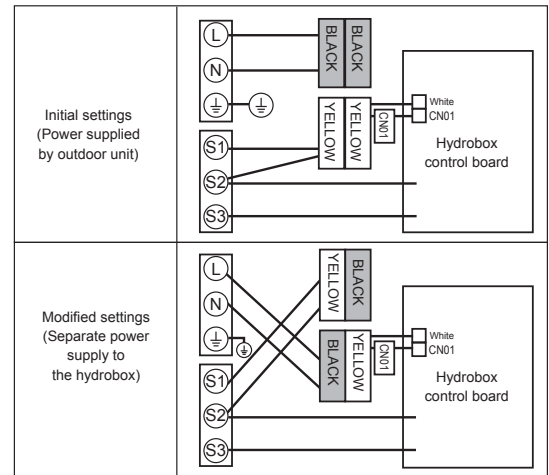 Initial settings
(Power supplied
by outdoor unit)
L
N
S1
S2
S3
BLACK
BLACK
YELLOW
YELLOW
CN01
White
CN01
Hydrobox
control board
Modified settings
(Separate power
supply to
the hydrobox)
L
N
S1
S2
S3
YELLOW
BLACK
BLACK
YELLOW
CN01
White
CN01
Hydrobox
control board